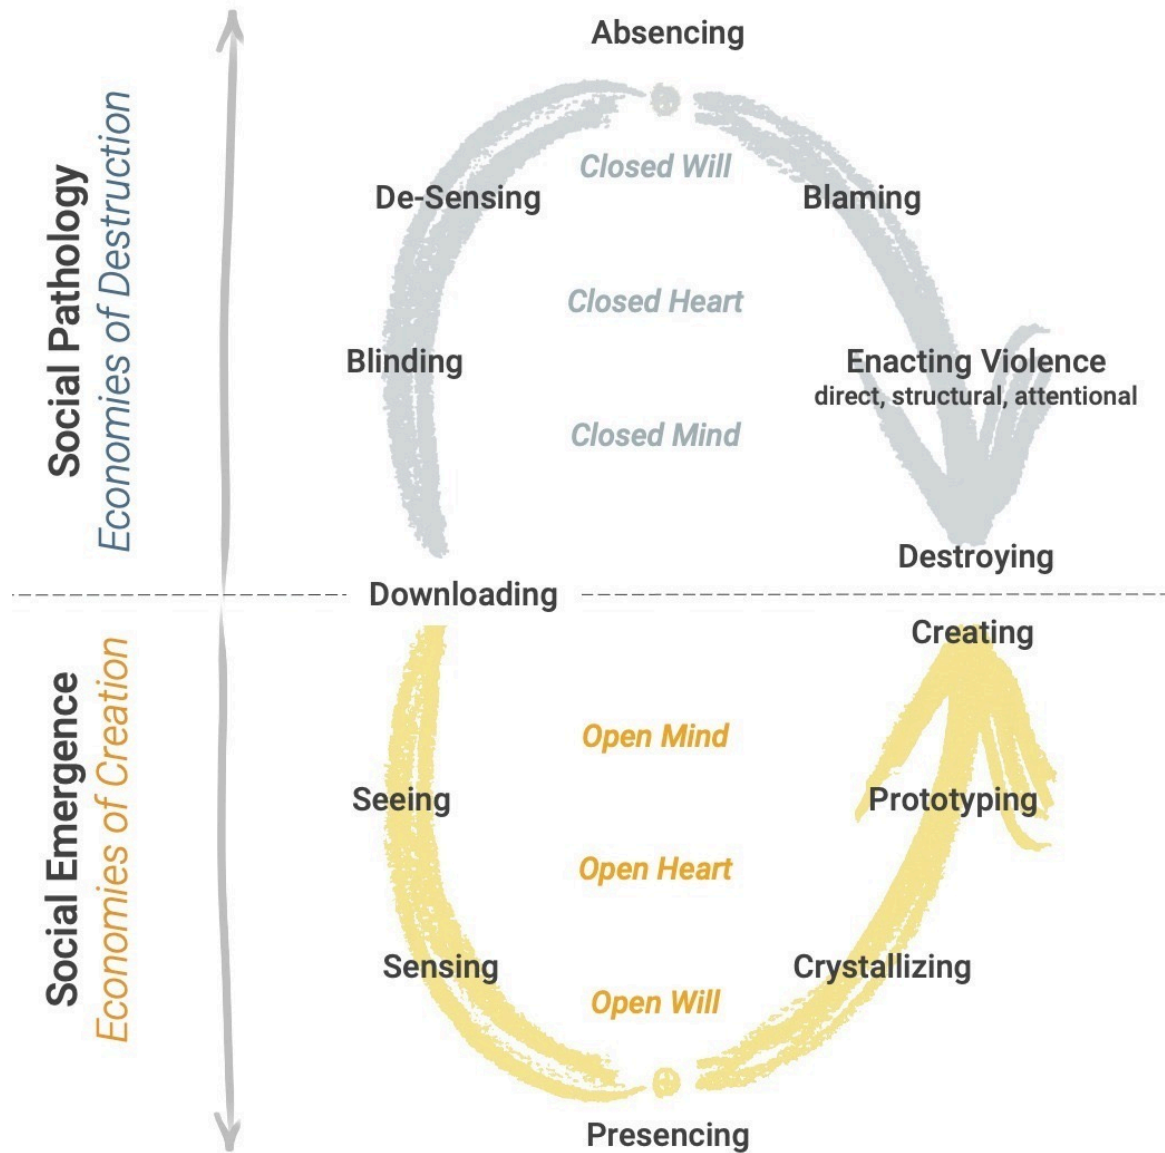 Absencing
Closed Will
De-Sensing
Blaming
Social Pathology
Economies of Destruction
Closed Heart
Blinding
Enacting Violence
direct, structural, attentional
Closed Mind
Destroying
Downloading
Creating
Social Emergence
Economies of Creation
Open Mind
Seeing
Prototyping
Open Heart
Sensing
Crystallizing
Open Will
Presencing